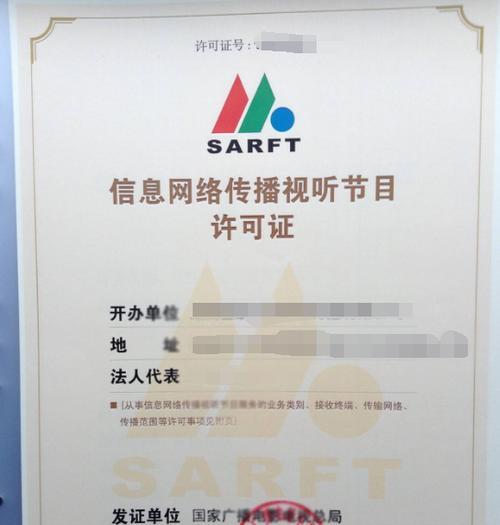 许可证号:
SARFT
信息网络传播视听节目
许可证
开办单位
地 址
法人代表
(从事信息网络传播视听节目服务的业务类别、接收终端、传输网络、
传播范围等许可事项见附页)
SARFT
发证单位 国家广播电影电视总局